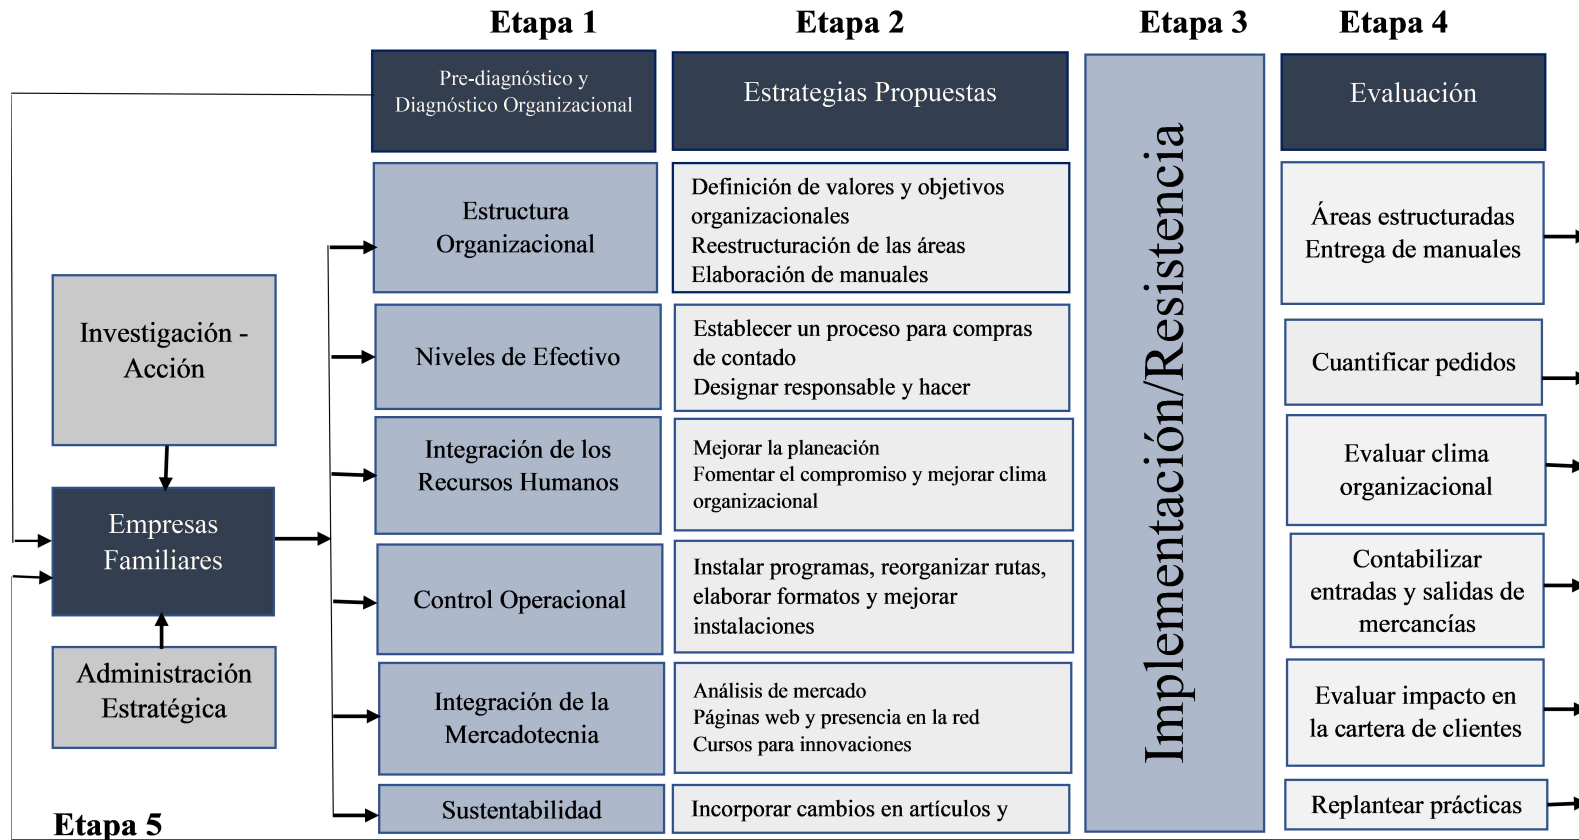 Etapa 1
Etapa 2
Etapa 3
Etapa 4
Pre-diagnóstico y
Diagnóstico Organizacional
Estrategias Propuestas
Implementación/Resistencia
Evaluación
Investigación -
Acción
Empresas
Familiares
Administración
Estratégica
Estructura
Organizacional
Definición de valores y objetivos
organizacionales
Reestructuración de las áreas
Elaboración de manuales
Áreas estructuradas
Entrega de manuales
Niveles de Efectivo
Establecer un proceso para compras
de contado
Designar responsable y hacer
Cuantificar pedidos
Integración de los
Recursos Humanos
Mejorar la planeación
Fomentar el compromiso y mejorar clima
organizacional
Evaluar clima
organizacional
Control Operacional
Instalar programas, reorganizar rutas,
elaborar formatos y mejorar
instalaciones
Contabilizar
entradas y salidas de
mercancías
Integración de la
Mercadotecnia
Análisis de mercado
Páginas web y presencia en la red
Cursos para innovaciones
Evaluar impacto en
la cartera de clientes
Sustentabilidad
Incorporar cambios en artículos y
Replantear prácticas
Etapa 5